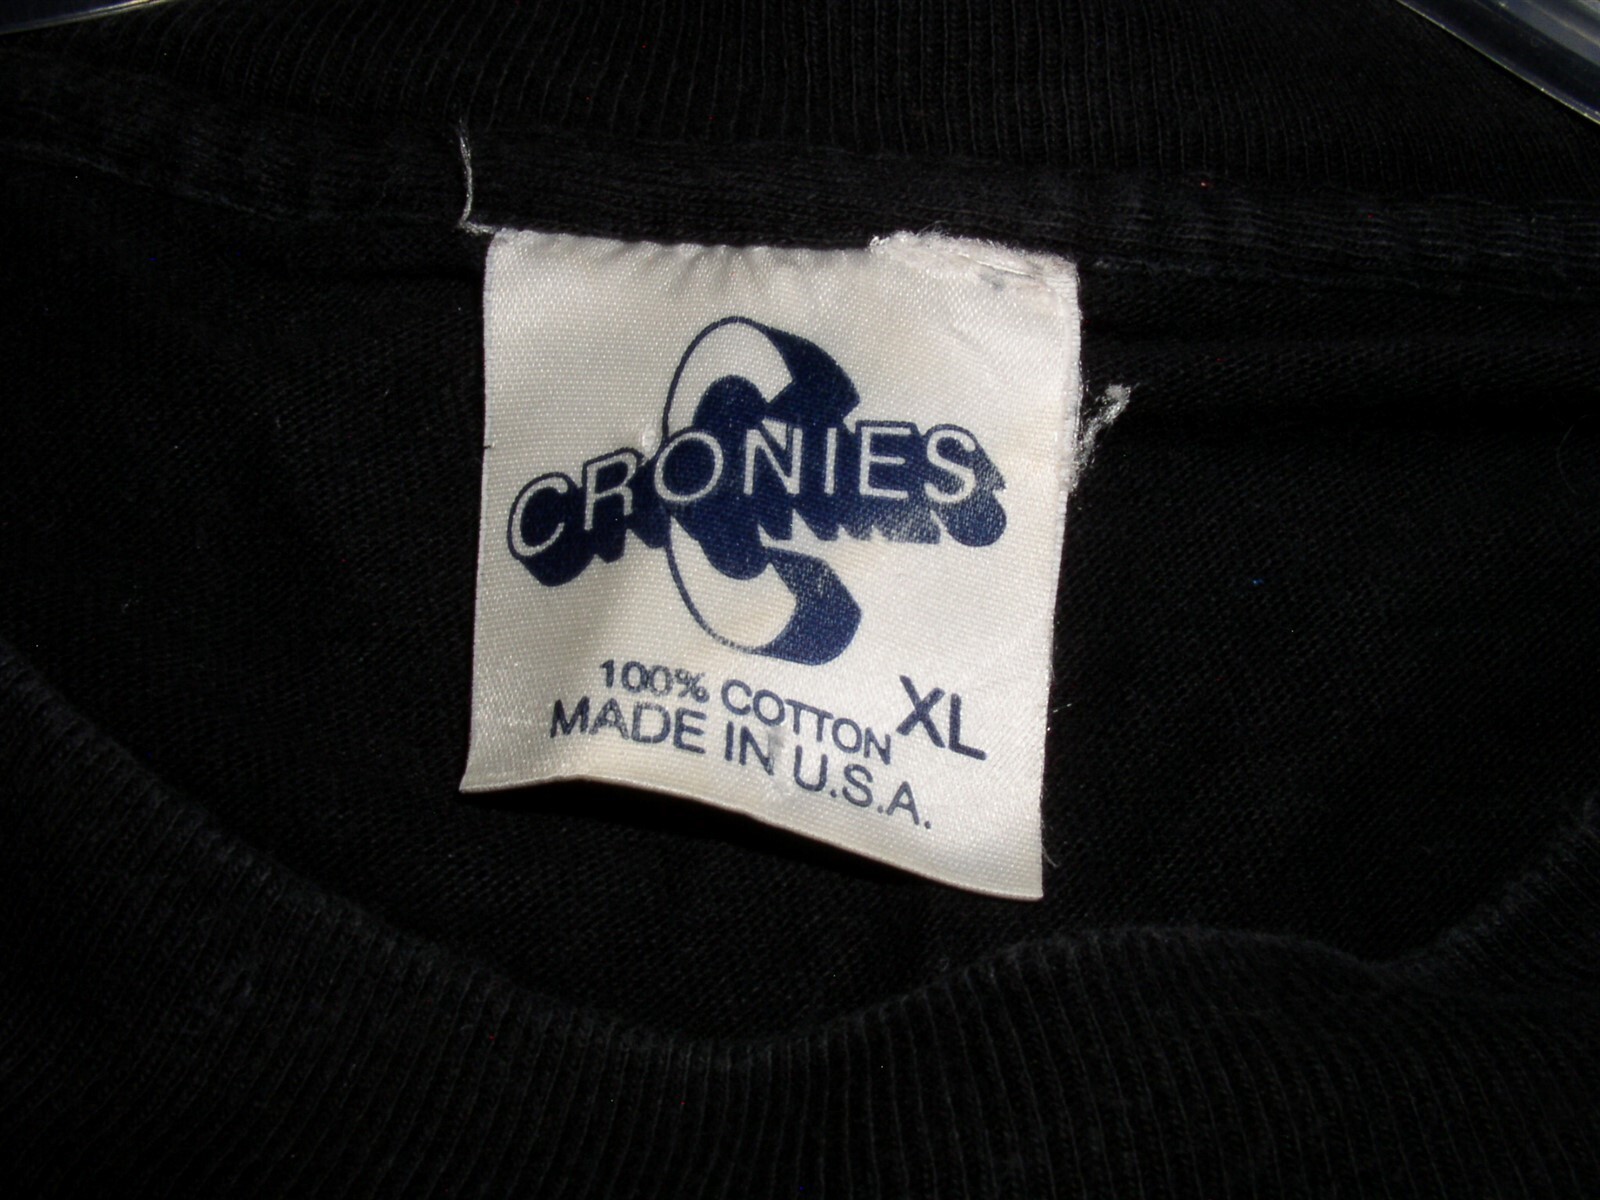 CRONIES
100% COTTON XL
MADE IN U.S.A.